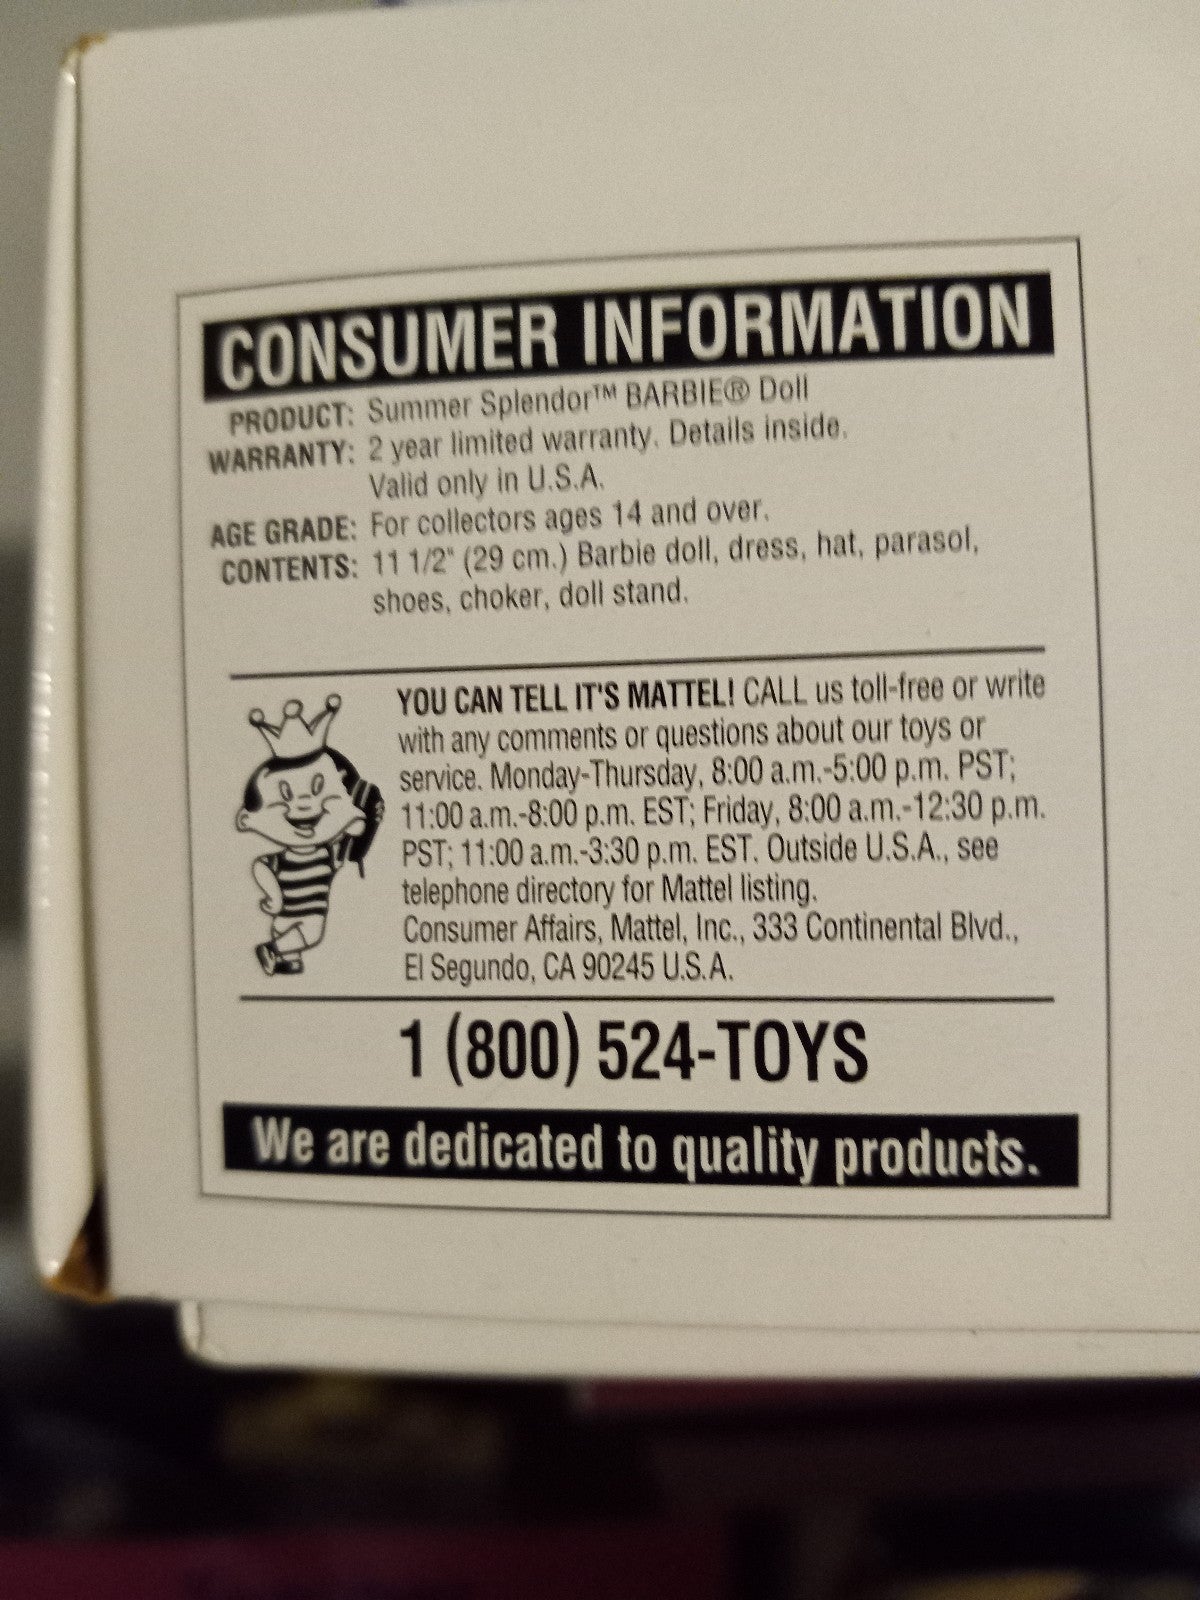 CONSUMER INFORMATION
PRODUCT: Summer Splendor™ BARBIE® Doll
WARRANTY: 2 year limited warranty. Details inside.
Valid only in U.S.A.
AGE GRADE: For collectors ages 14 and over.
CONTENTS: 11 1/2" (29 cm.) Barbie doll, dress, hat, parasol,
shoes, choker, doll stand.
YOU CAN TELL IT'S MATTEL! CALL us toll-free or write
with any comments or questions about our toys or
service. Monday-Thursday, 8:00 a.m.-5:00 p.m. PST;
11:00 a.m.-8:00 p.m. EST; Friday, 8:00 a.m.-12:30 p.m.
PST; 11:00 a.m.-3:30 p.m. EST. Outside U.S.A., see
telephone directory for Mattel listing.
Consumer Affairs, Mattel, Inc., 333 Continental Blvd.,
El Segundo, CA 90245 U.S.A.
1 (800) 524-TOYS
We are dedicated to quality products.